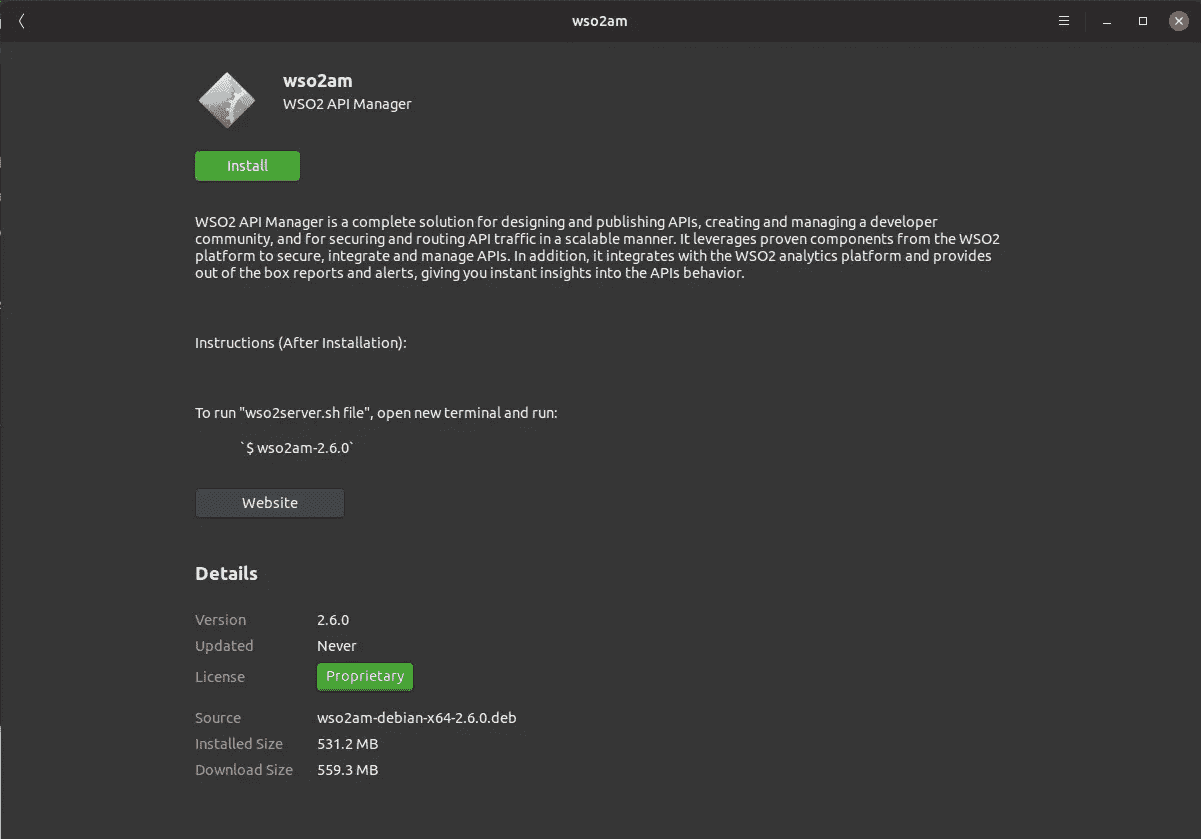 wso2am
wso2am
WSO2 API Manager
Install
WSO2 API Manager is a complete solution for designing and publishing APIs, creating and managing a developer
community, and for securing and routing API traffic in a scalable manner. It leverages proven components from the WSO2
platform to secure, integrate and manage APIs. In addition, it integrates with the WSO2 analytics platform and provides
out of the box reports and alerts, giving you instant insights into the APIs behavior.
Instructions (After Installation):
To run "wso2server.sh file", open new terminal and run:
`$ wso2am-2.6.0`
Website
Details
Version 2.6.0
Updated Never
License Proprietary
Source wso2am-debian-x64-2.6.0.deb
Installed Size 531.2 MB
Download Size 559.3 MB